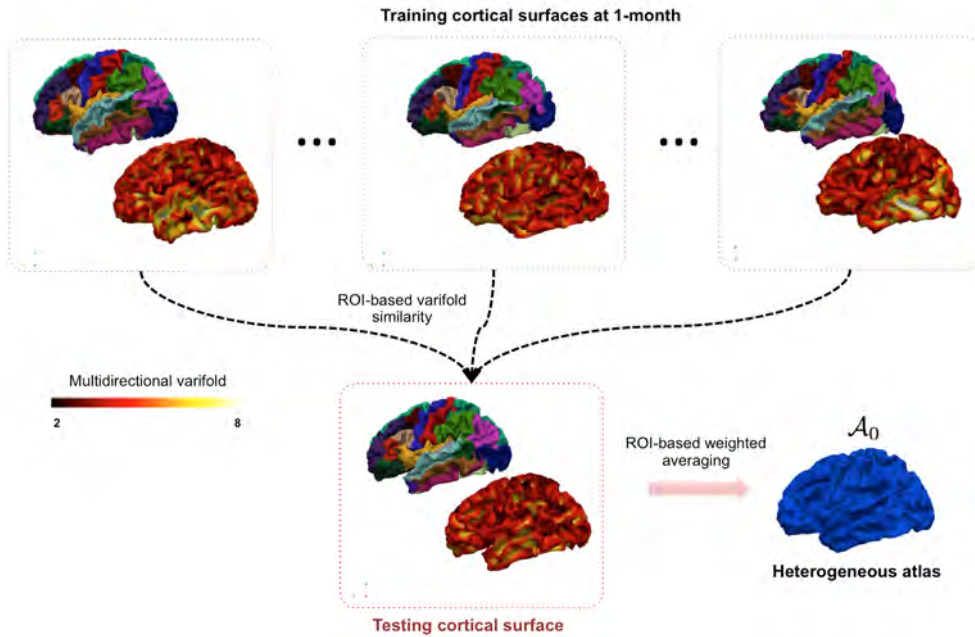 Training cortical surfaces at 1-month
ROI-based varifold
similarity
Multidirectional varifold
2 8
ROI-based weighted
averaging
𝒜₀
Heterogeneous atlas
Testing cortical surface